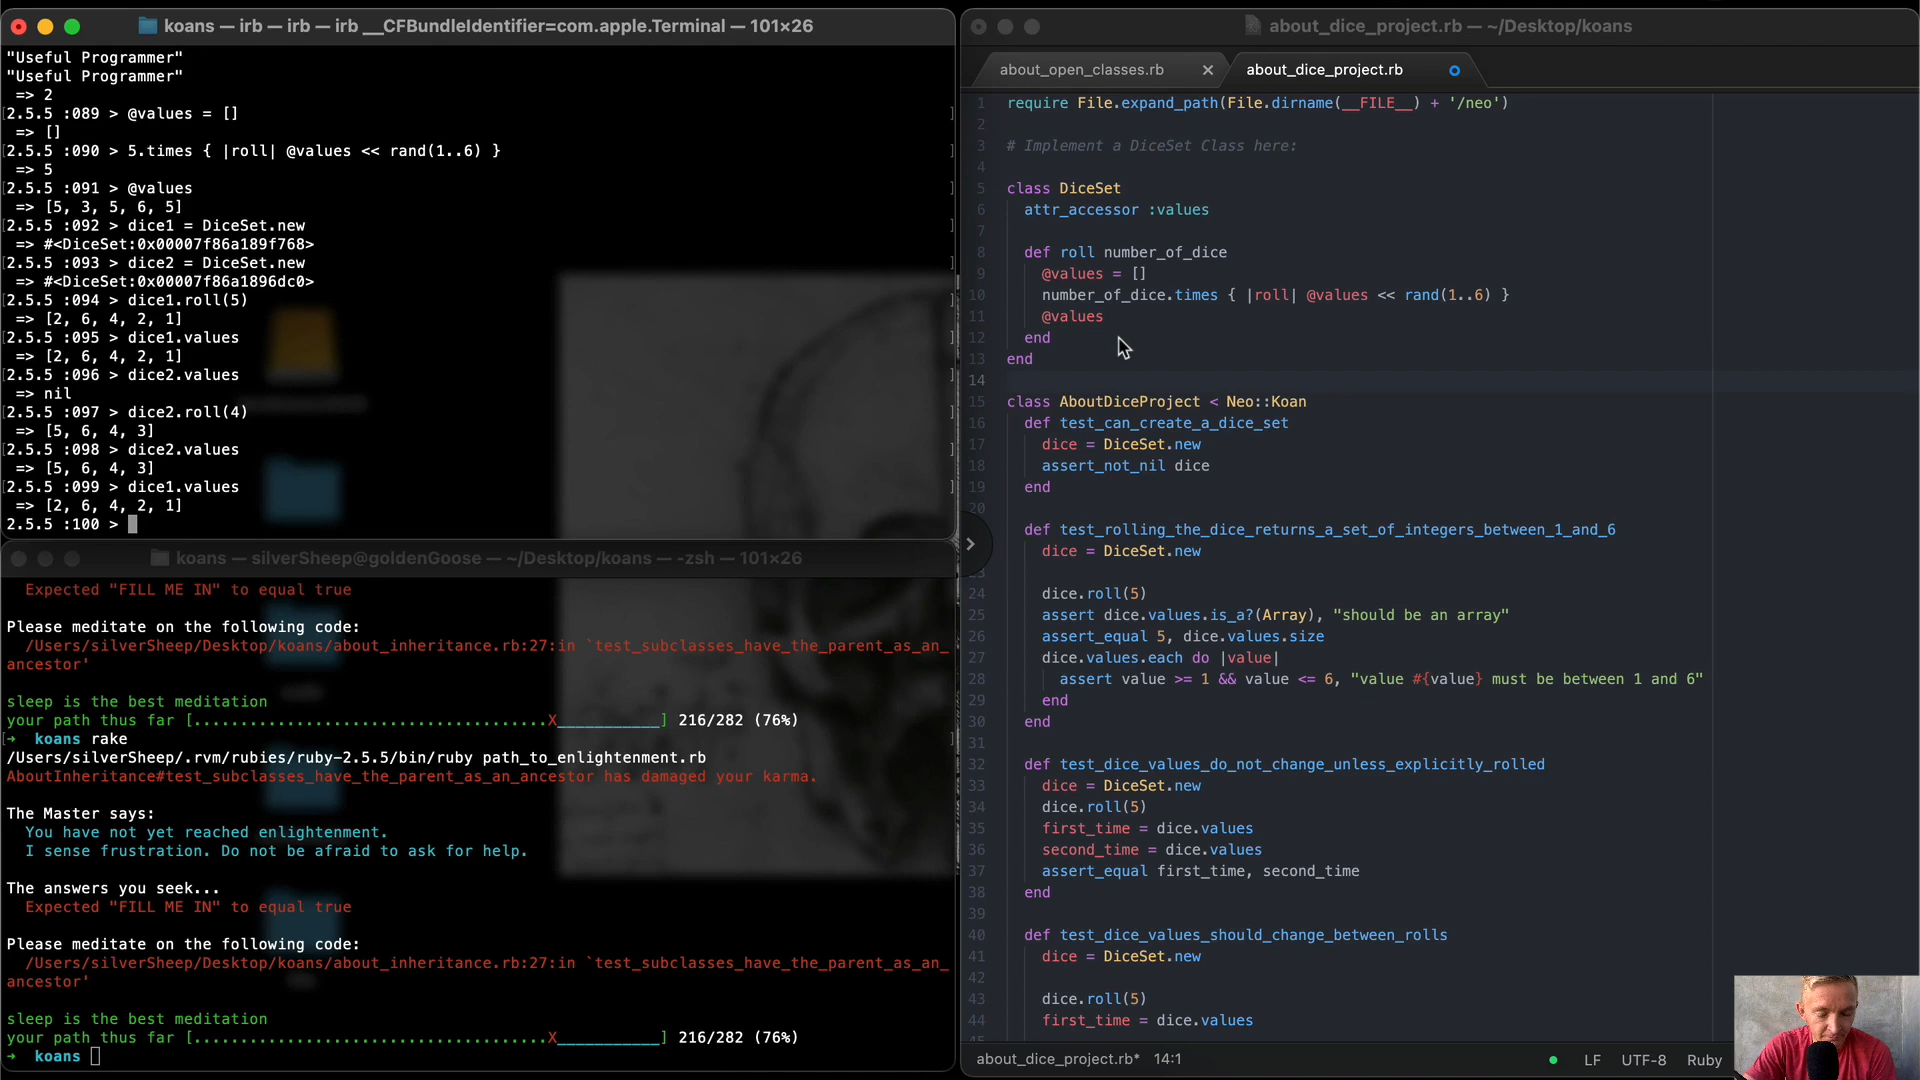 koans — irb ‹ irb — irb __CFBundleIdentifier=com.apple.Terminal — 101×26
"Useful Programmer"
"Useful Programmer"
=> 2
2.5.5 :089 > @values = []
=> []
2.5.5 :090 > 5.times { |roll| @values << rand(1..6) }
=> 5
2.5.5 :091 > @values
=> [5, 3, 5, 6, 5]
2.5.5 :092 > dice1 = DiceSet.new
=> #<DiceSet:0x00007f86a189f768>
2.5.5 :093 > dice2 = DiceSet.new
=> #<DiceSet:0x00007f86a1896dc0>
2.5.5 :094 > dice1.roll(5)
=> [2, 6, 4, 2, 1]
2.5.5 :095 > dice1.values
=> [2, 6, 4, 2, 1]
2.5.5 :096 > dice2.values
=> nil
2.5.5 :097 > dice2.roll(4)
=> [5, 6, 4, 3]
2.5.5 :098 > dice2.values
=> [5, 6, 4, 3]
2.5.5 :099 > dice1.values
=> [2, 6, 4, 2, 1]
2.5.5 :100 >
koans — silverSheep@goldenGoose — ~/Desktop/koans — -zsh — 101×26
Expected "FILL ME IN" to equal true
Please meditate on the following code:
/Users/silverSheep/Desktop/koans/about_inheritance.rb:27:in `test_subclasses_have_the_parent_as_an_
ancestor'
sleep is the best meditation
your path thus far [.......................................X___________] 216/282 (76%)
→ koans rake
/Users/silverSheep/.rvm/rubies/ruby-2.5.5/bin/ruby path_to_enlightenment.rb
AboutInheritance#test_subclasses_have_the_parent_as_an_ancestor has damaged your karma.
The Master says:
You have not yet reached enlightenment.
I sense frustration. Do not be afraid to ask for help.
The answers you seek...
Expected "FILL ME IN" to equal true
Please meditate on the following code:
/Users/silverSheep/Desktop/koans/about_inheritance.rb:27:in `test_subclasses_have_the_parent_as_an_
ancestor'
sleep is the best meditation
your path thus far [.......................................X___________] 216/282 (76%)
→ koans
about_dice_project.rb — ~/Desktop/koans
about_open_classes.rb × about_dice_project.rb
1 require File.expand_path(File.dirname(__FILE__) + '/neo')
2
3 # Implement a DiceSet Class here:
4
5 class DiceSet
6 attr_accessor :values
7
8 def roll number_of_dice
9 @values = []
10 number_of_dice.times { |roll| @values << rand(1..6) }
11 @values
12 end
13 end
14
15 class AboutDiceProject < Neo::Koan
16 def test_can_create_a_dice_set
17 dice = DiceSet.new
18 assert_not_nil dice
19 end
20
def test_rolling_the_dice_returns_a_set_of_integers_between_1_and_6
dice = DiceSet.new
24 dice.roll(5)
25 assert dice.values.is_a?(Array), "should be an array"
26 assert_equal 5, dice.values.size
27 dice.values.each do |value|
28 assert value >= 1 && value <= 6, "value #{value} must be between 1 and 6"
29 end
30 end
31
32 def test_dice_values_do_not_change_unless_explicitly_rolled
33 dice = DiceSet.new
34 dice.roll(5)
35 first_time = dice.values
36 second_time = dice.values
37 assert_equal first_time, second_time
38 end
39
40 def test_dice_values_should_change_between_rolls
41 dice = DiceSet.new
42
43 dice.roll(5)
44 first_time = dice.values
about_dice_project.rb* 14:1 LF UTF-8 Ruby